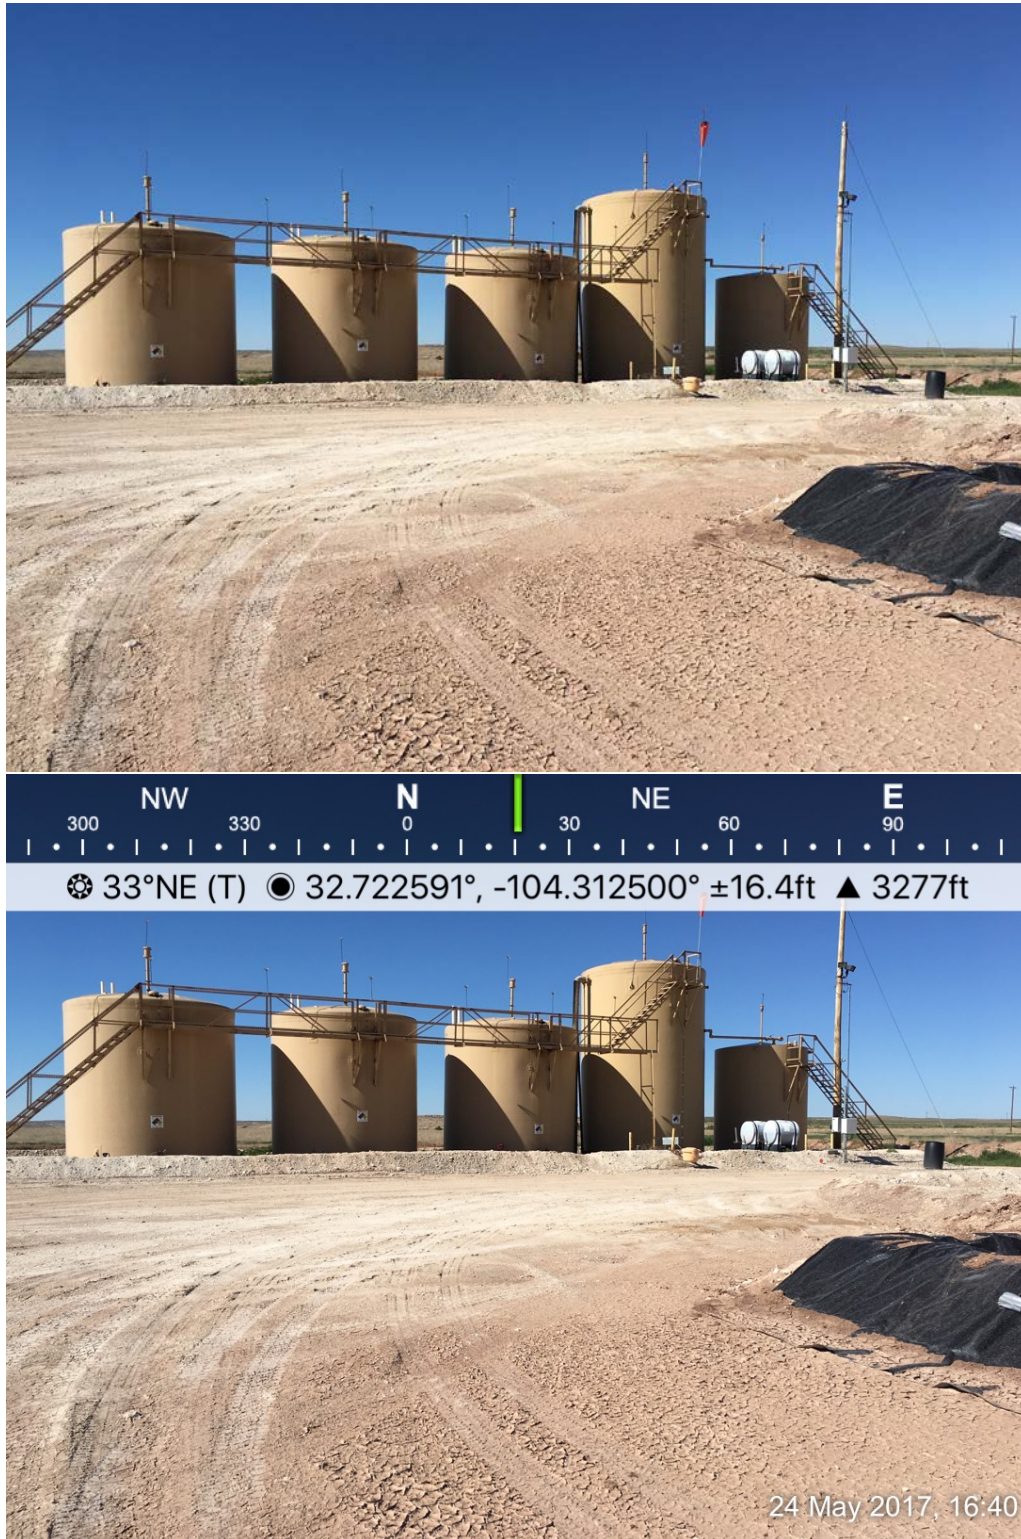 NW N NE E
300 330 0 30 60 90
33°NE (T) 32.722591°, -104.312500° ±16.4ft ▲ 3277ft
24 May 2017, 16:40